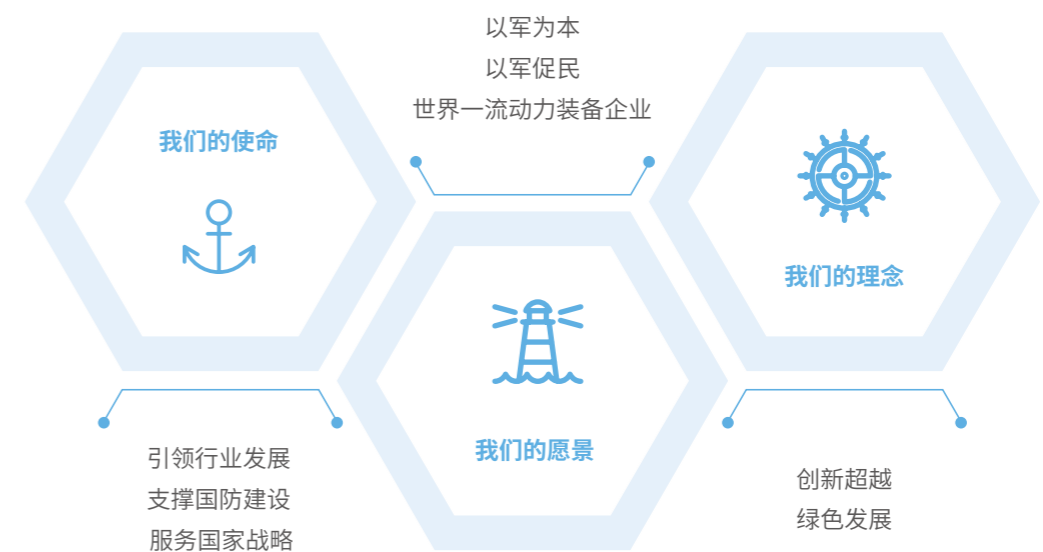 以军为本
以军促民
世界一流动力装备企业
我们的使命
我们的理念
我们的愿景
引领行业发展
支撑国防建设
服务国家战略
创新超越
绿色发展